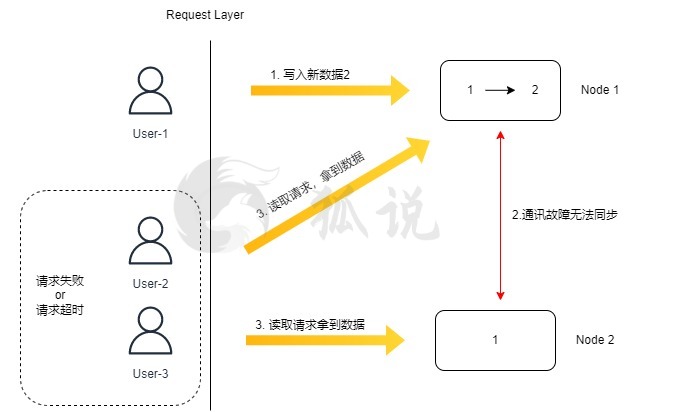 Request Layer
1. 写入新数据2
User-1
1
2
Node 1
3. 读取请求，拿到数据
狐说
2.通讯故障无法同步
请求失败
or
请求超时
User-2
3. 读取请求拿到数据
User-3
1
Node 2